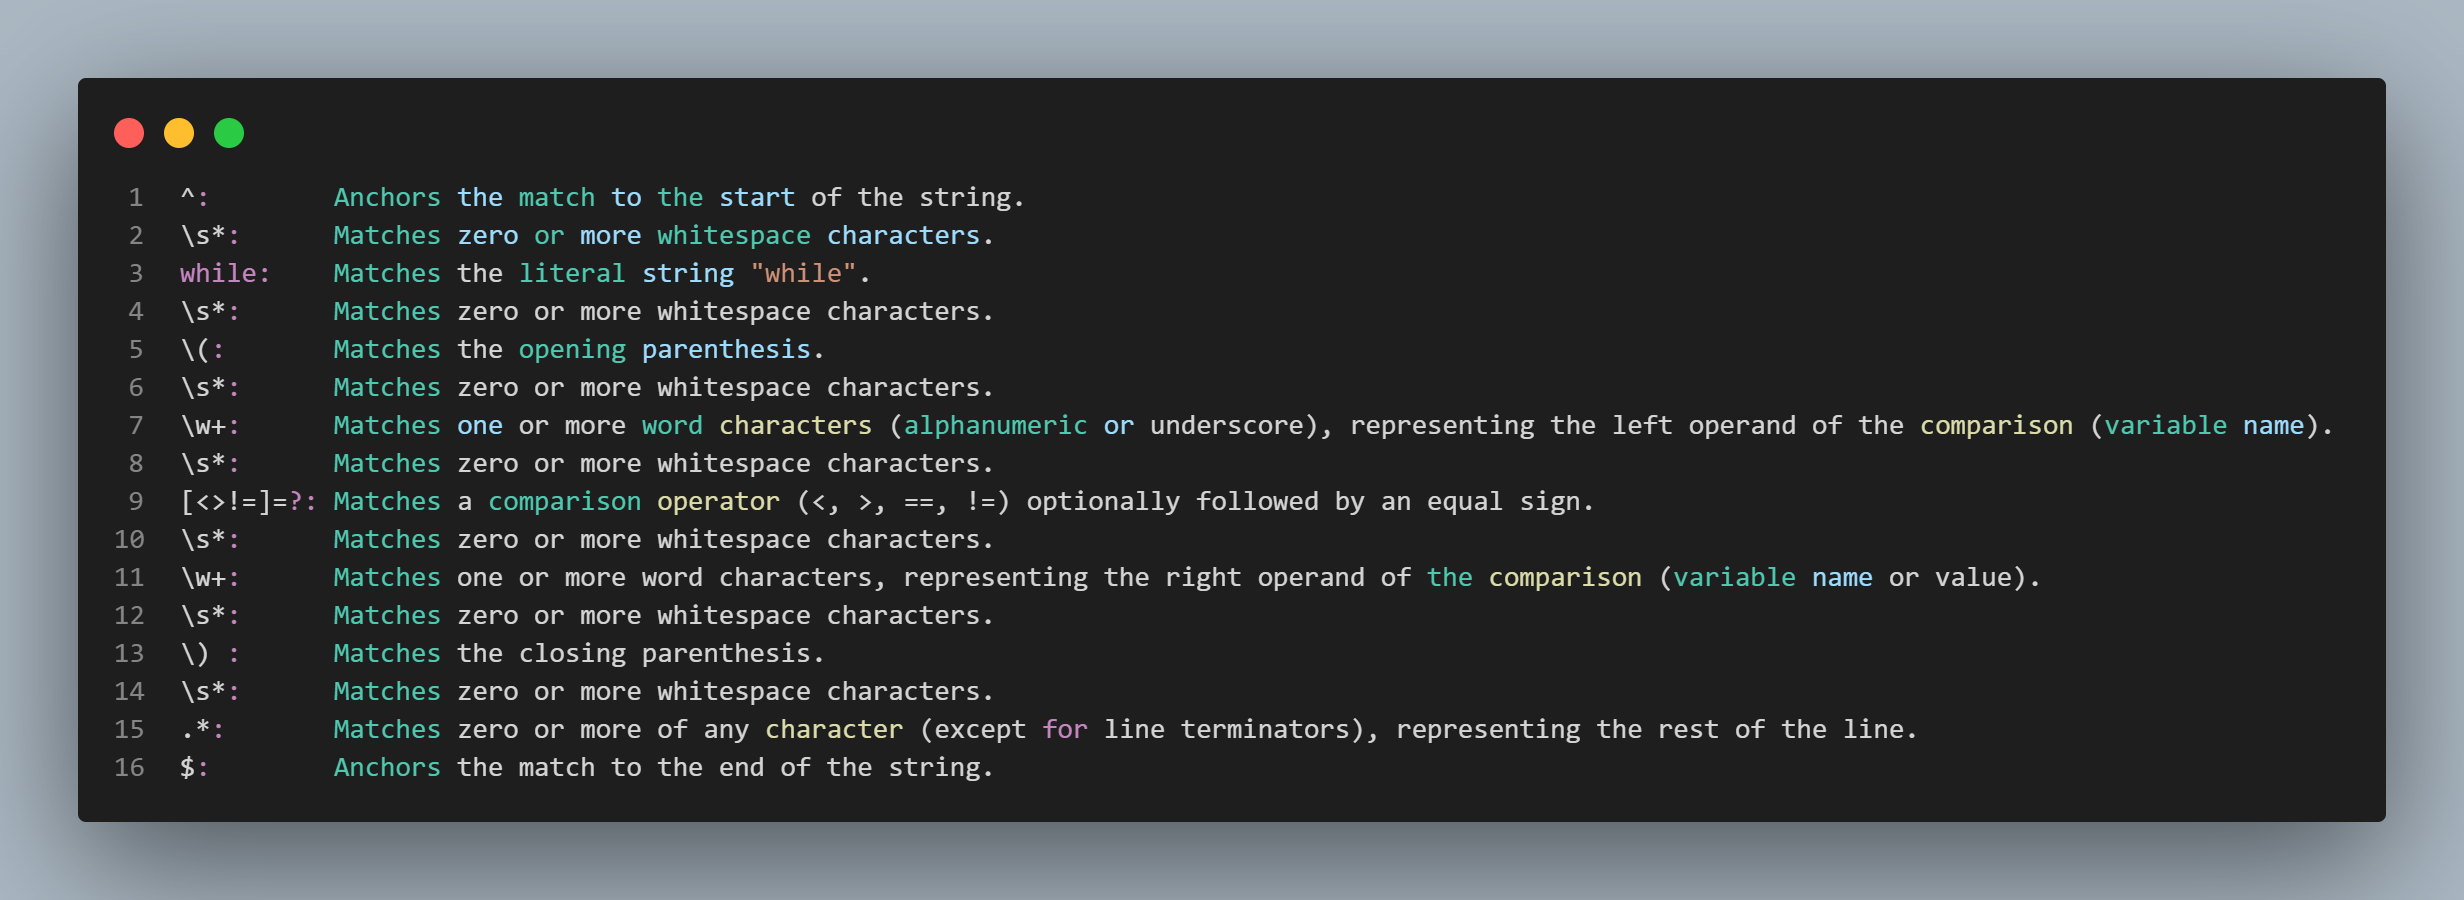 1 ^: Anchors the match to the start of the string.
2 \s*: Matches zero or more whitespace characters.
3 while: Matches the literal string "while".
4 \s*: Matches zero or more whitespace characters.
5 \(: Matches the opening parenthesis.
6 \s*: Matches zero or more whitespace characters.
7 \w+: Matches one or more word characters (alphanumeric or underscore), representing the left operand of the comparison (variable name).
8 \s*: Matches zero or more whitespace characters.
9 [<>!=]=?: Matches a comparison operator (<, >, ==, !=) optionally followed by an equal sign.
10 \s*: Matches zero or more whitespace characters.
11 \w+: Matches one or more word characters, representing the right operand of the comparison (variable name or value).
12 \s*: Matches zero or more whitespace characters.
13 \) : Matches the closing parenthesis.
14 \s*: Matches zero or more whitespace characters.
15 .*: Matches zero or more of any character (except for line terminators), representing the rest of the line.
16 $: Anchors the match to the end of the string.